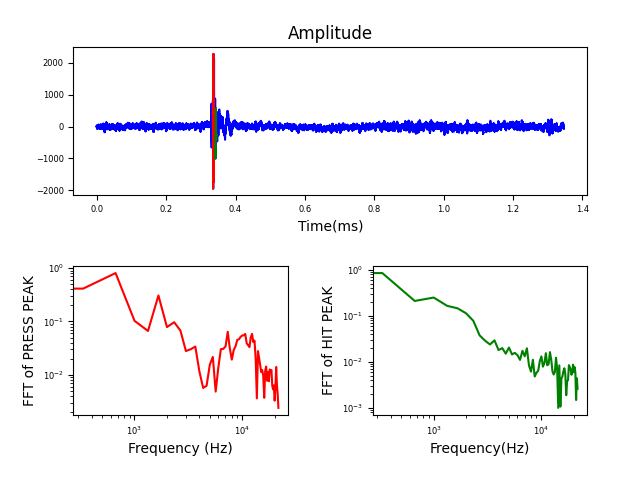 Amplitude
2000
1000
0
−1000
−2000
0.0 0.2 0.4 0.6 0.8 1.0 1.2 1.4
Time(ms)
FFT of PRESS PEAK
10⁰
10⁻¹
10⁻²
10³ 10⁴
Frequency (Hz)
FFT of HIT PEAK
10⁰
10⁻¹
10⁻²
10⁻³
10³ 10⁴
Frequency(Hz)